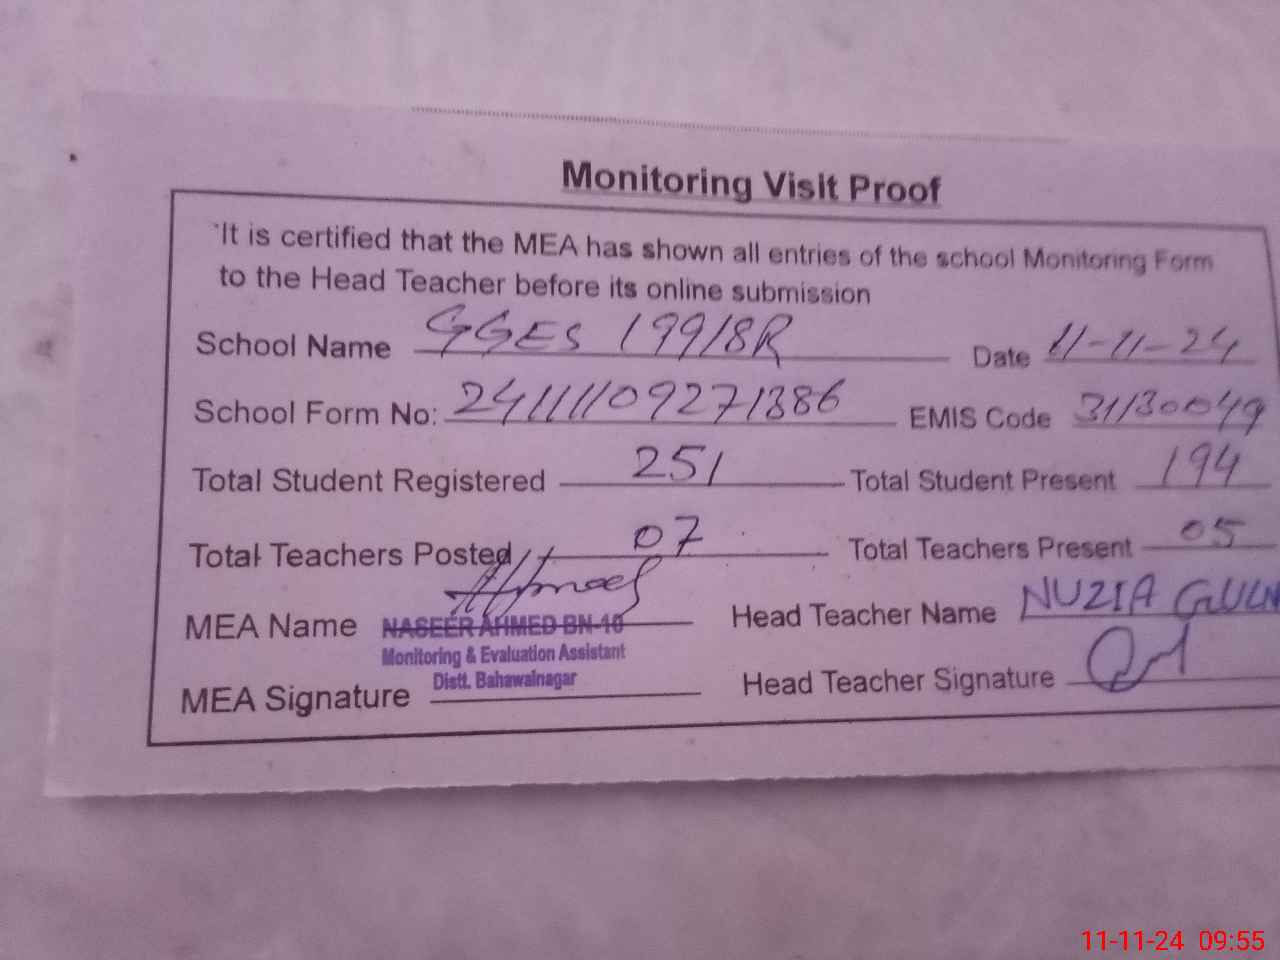 Monitoring Visit Proof
It is certified that the MEA has shown all entries of the school Monitoring Form
to the Head Teacher before its online submission
School Name GGES 199/8R Date 11-11-24
School Form No: 24111109271386 EMIS Code 31130049
Total Student Registered 251 Total Student Present 194
Total Teachers Posted 07 Total Teachers Present 05
MEA Name NASEER AHMED BN-10 Head Teacher Name NUZIA
Monitoring & Evaluation Assistant
Distt. Bahawalnagar
MEA Signature Head Teacher Signature
11-11-24 09:55